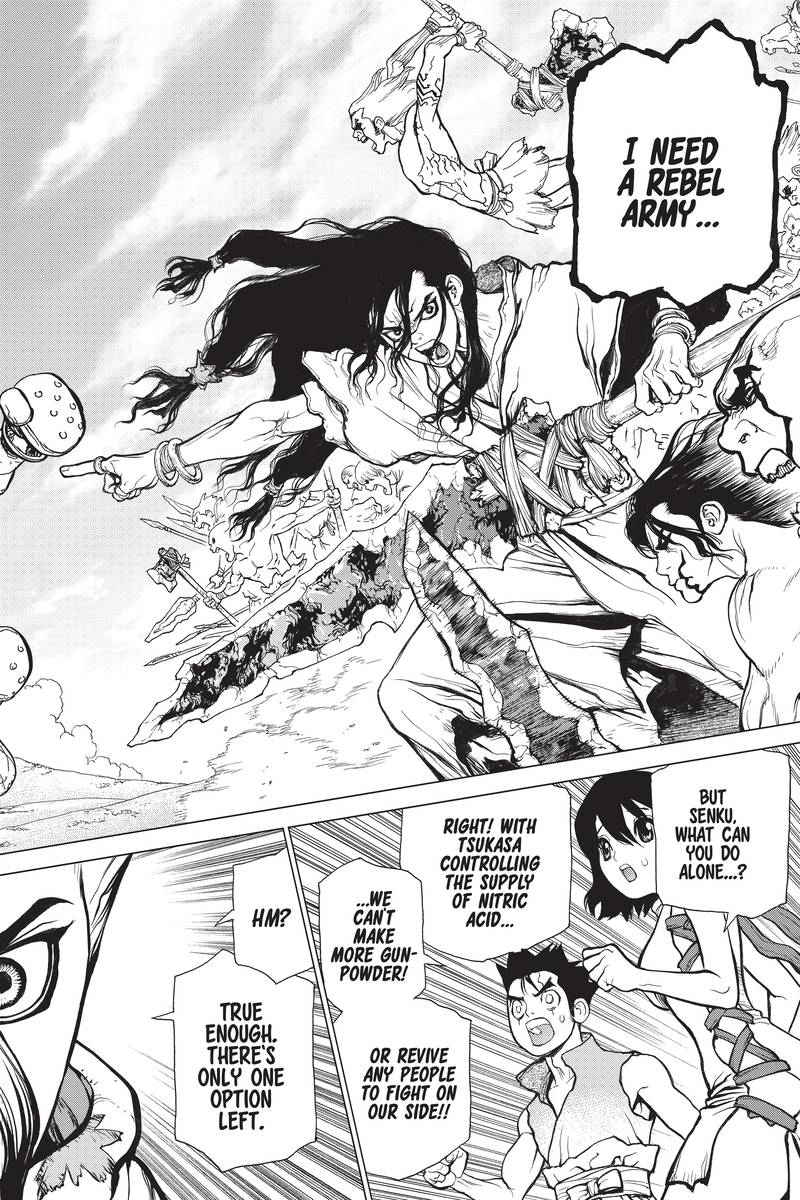 I NEED
A REBEL
ARMY...
BUT
SENKU,
WHAT CAN
YOU DO
ALONE...?
RIGHT! WITH
TSUKASA
CONTROLLING
THE SUPPLY
OF NITRIC
ACID...
...WE
CAN'T
MAKE
MORE GUN-
POWDER!
OR REVIVE
ANY PEOPLE
TO FIGHT ON
OUR SIDE!!
HM?
TRUE
ENOUGH.
THERE'S
ONLY ONE
OPTION
LEFT.